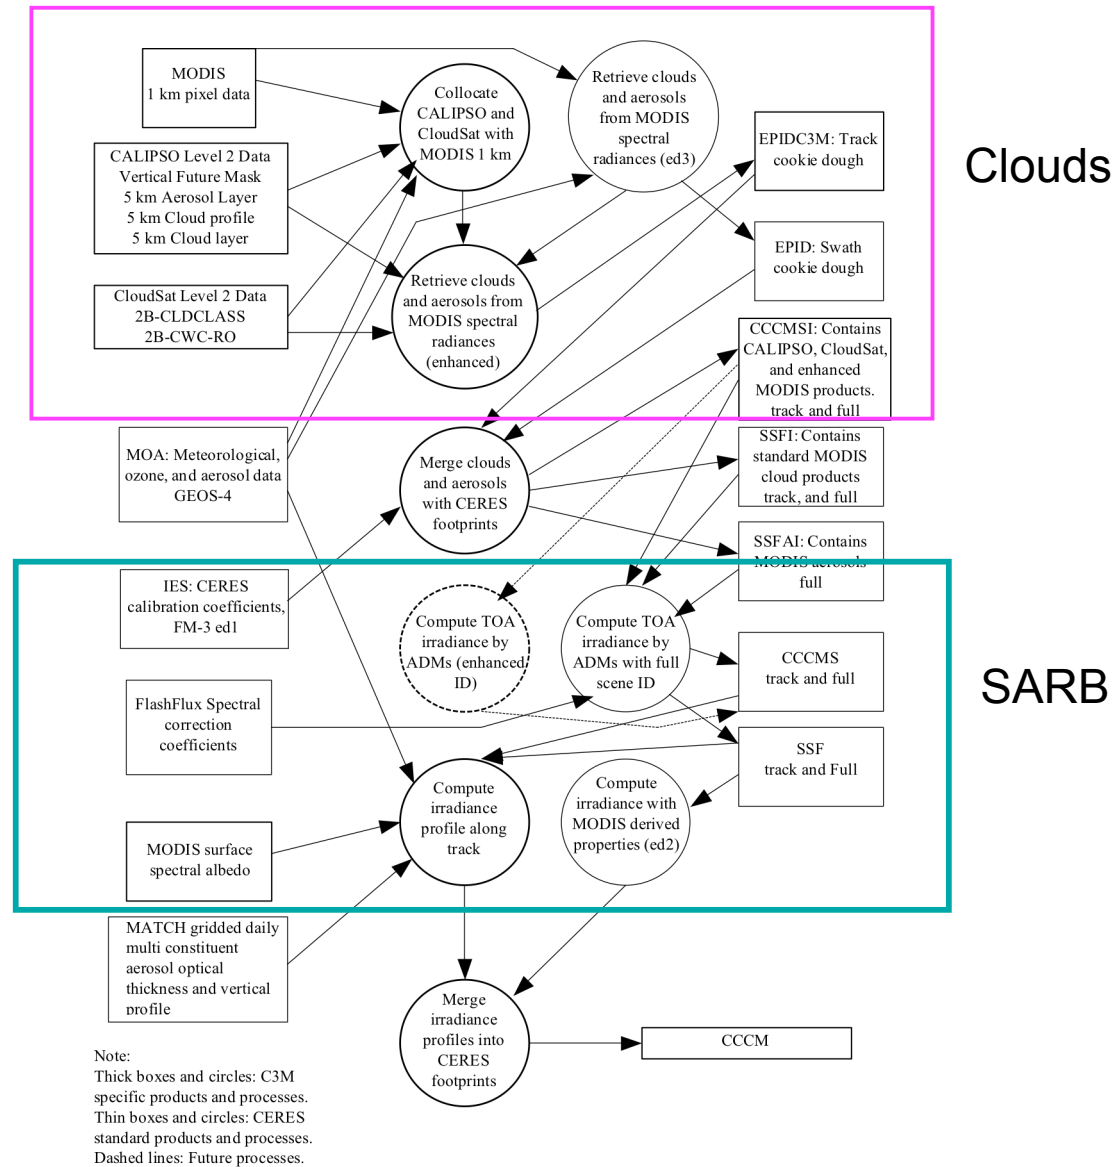 MODIS
1 km pixel data
CALIPSO Level 2 Data
Vertical Future Mask
5 km Aerosol Layer
5 km Cloud profile
5 km Cloud layer
CloudSat Level 2 Data
2B-CLDCLASS
2B-CWC-RO
Collocate
CALIPSO and
CloudSat with
MODIS 1 km
Retrieve clouds
and aerosols
from MODIS
spectral
radiances (ed3)
Retrieve clouds
and aerosols from
MODIS spectral
radiances
(enhanced)
EPIDC3M: Track
cookie dough
EPID: Swath
cookie dough
CCCMSI: Contains
CALIPSO, CloudSat,
and enhanced
MODIS products.
track and full
Clouds
MOA: Meteorological,
ozone, and aerosol data
GEOS-4
Merge clouds
and aerosols
with CERES
footprints
SSFI: Contains
standard MODIS
cloud products
track, and full
SSFAI: Contains
MODIS aerosols
full
IES: CERES
calibration coefficients,
FM-3 ed1
Compute TOA
irradiance by
ADMs (enhanced
ID)
Compute TOA
irradiance by
ADMs with full
scene ID
CCCMS
track and full
SARB
FlashFlux Spectral
correction
coefficients
SSF
track and Full
MODIS surface
spectral albedo
Compute
irradiance
profile along
track
Compute
irradiance with
MODIS derived
properties (ed2)
MATCH gridded daily
multi constituent
aerosol optical
thickness and vertical
profile
Merge
irradiance
profiles into
CERES
footprints
CCCM
Note:
Thick boxes and circles: C3M
specific products and processes.
Thin boxes and circles: CERES
standard products and processes.
Dashed lines: Future processes.